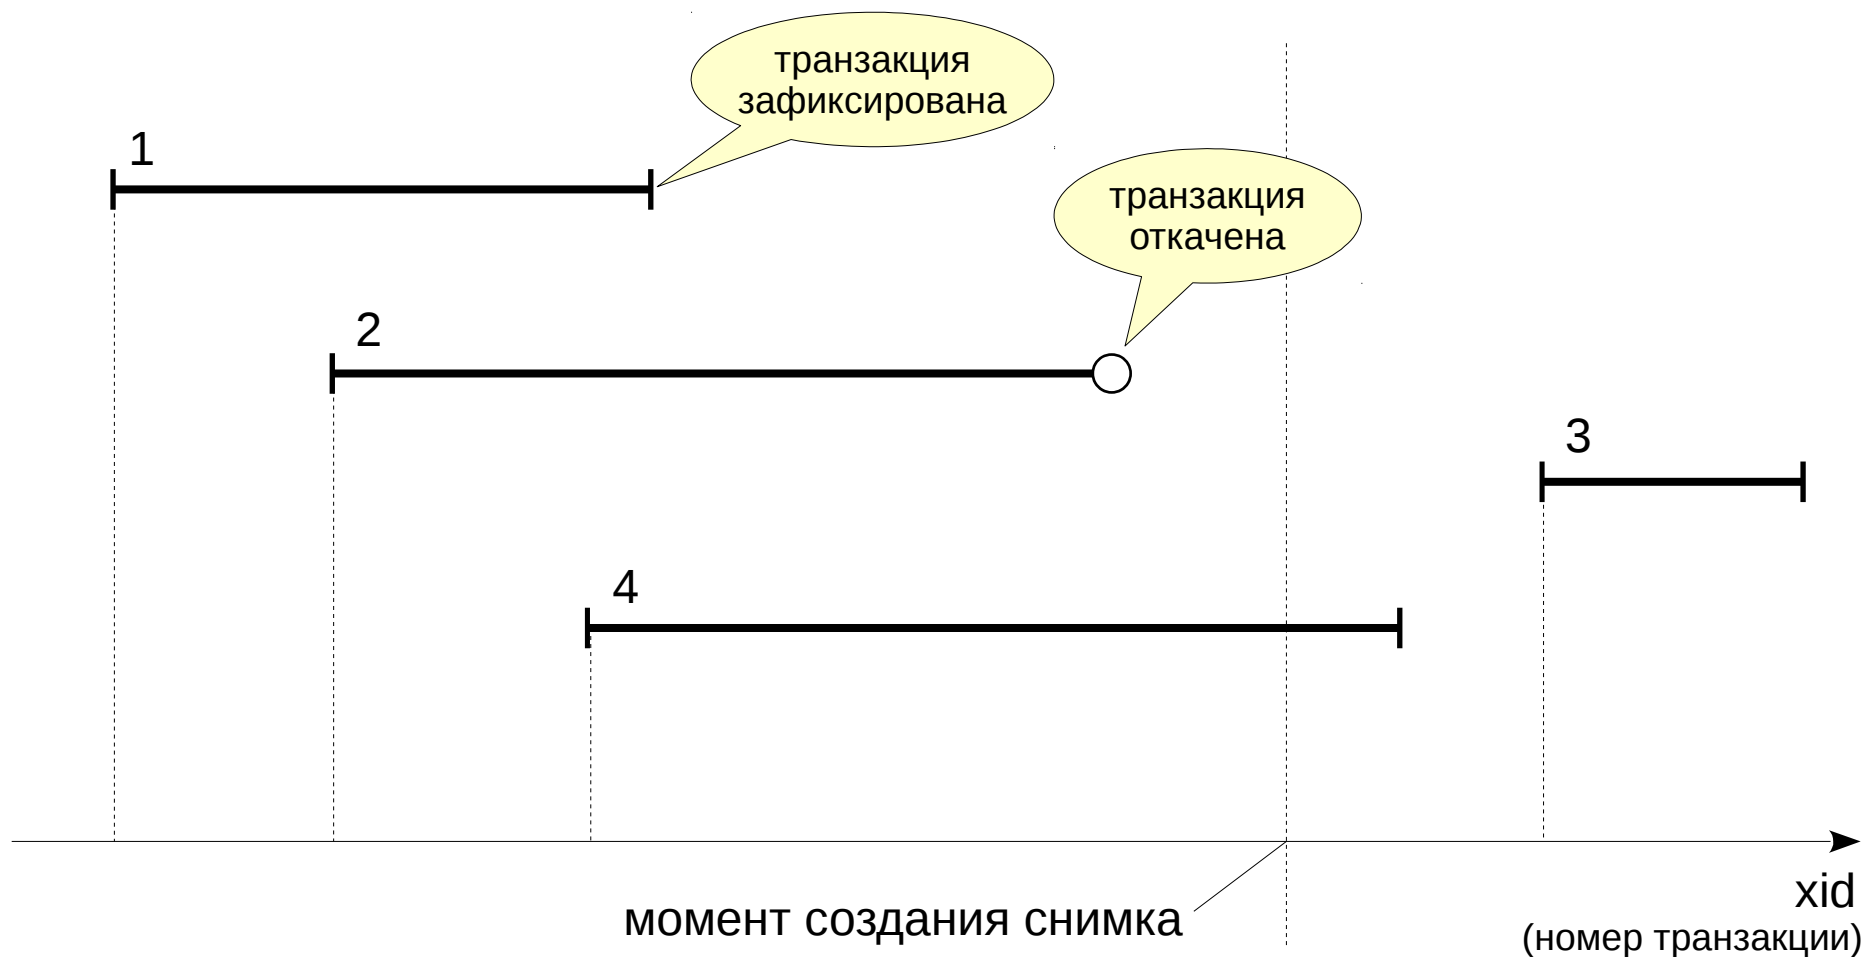 транзакция
зафиксирована
1
транзакция
откачена
2
3
4
xid
момент создания снимка
(номер транзакции)